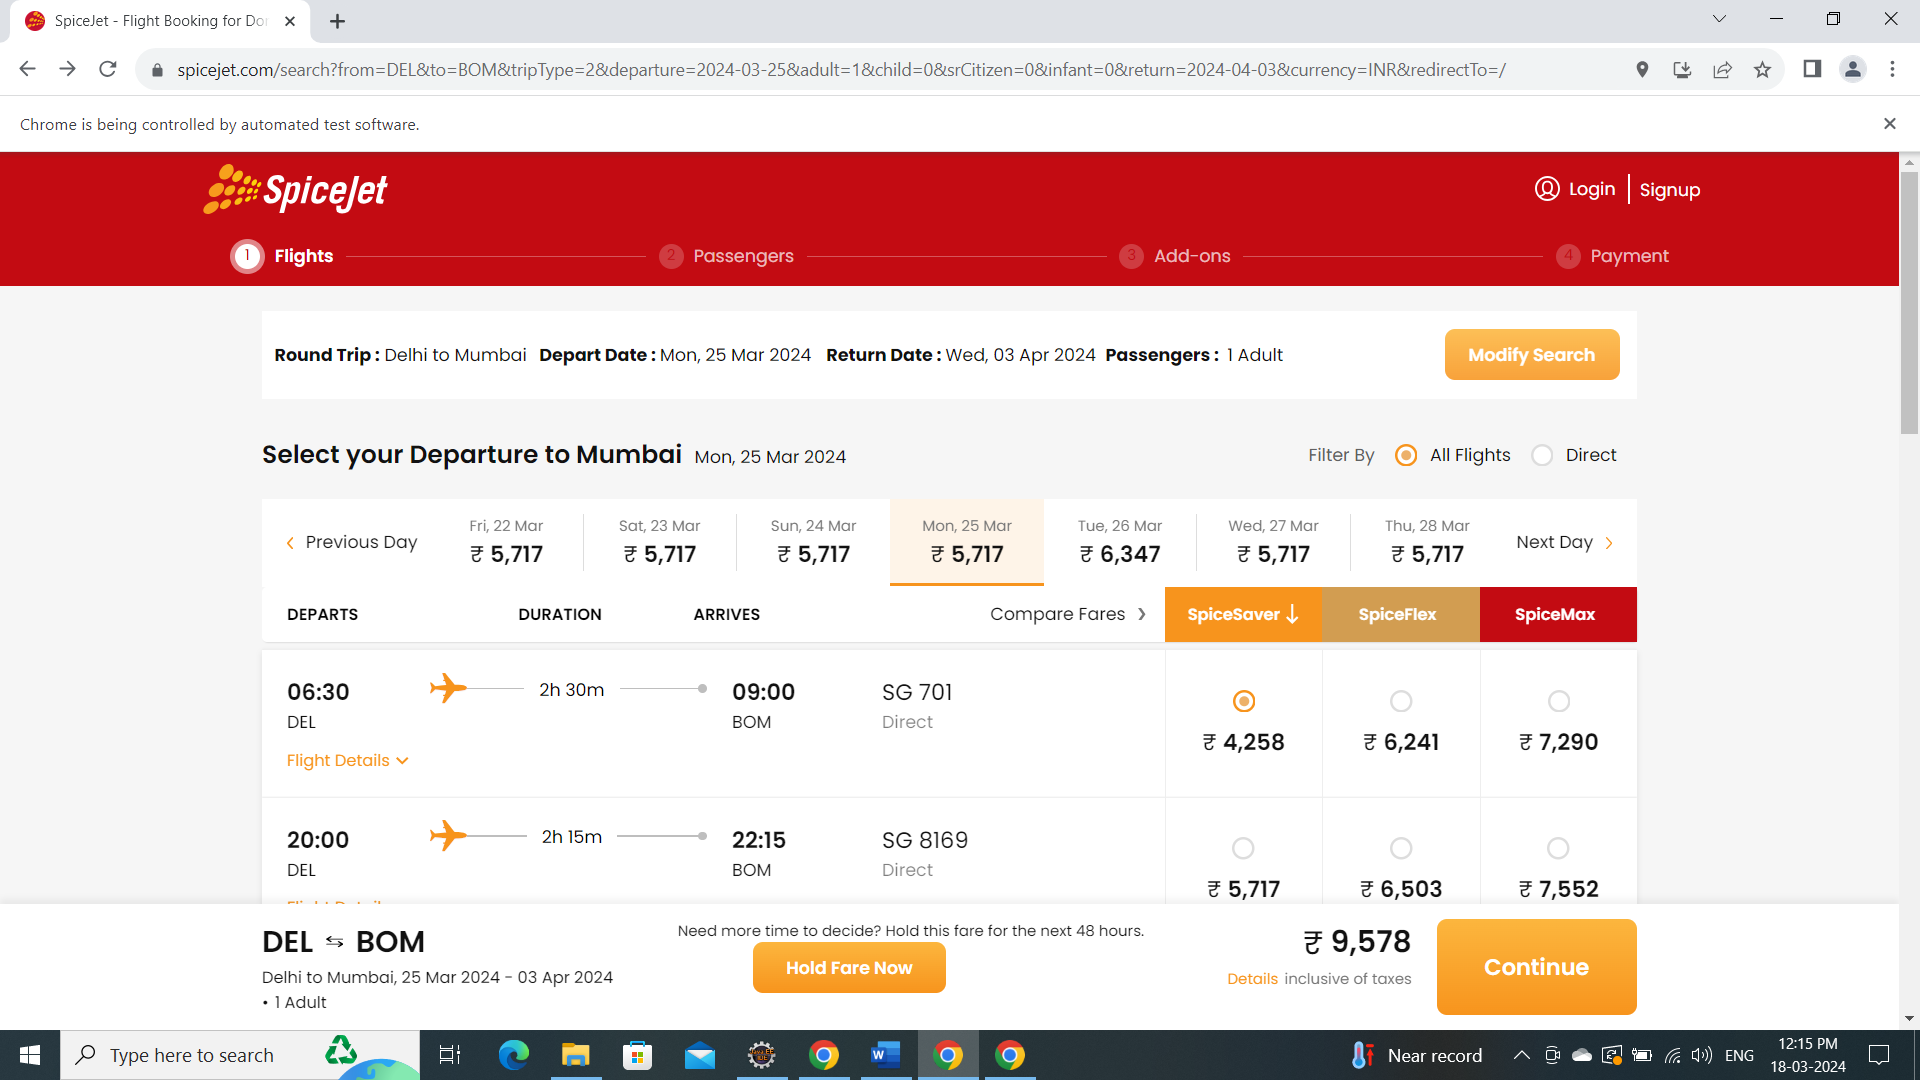 SpiceJet - Flight Booking for Do
spicejet.com/search?from=DEL&to=BOM&tripType=2&departure=2024-03-25&adult=1&child=0&srCitizen=0&infant=0&return=2024-04-03&currency=INR&redirectTo=/
Chrome is being controlled by automated test software.
SpiceJet
Login Signup
1 Flights 2 Passengers 3 Add-ons 4 Payment
Round Trip : Delhi to Mumbai Depart Date : Mon, 25 Mar 2024 Return Date : Wed, 03 Apr 2024 Passengers : 1 Adult Modify Search
Select your Departure to Mumbai Mon, 25 Mar 2024 Filter By All Flights Direct
Fri, 22 Mar Sat, 23 Mar Sun, 24 Mar Mon, 25 Mar Tue, 26 Mar Wed, 27 Mar Thu, 28 Mar
Previous Day ₹ 5,717 ₹ 5,717 ₹ 5,717 ₹ 5,717 ₹ 6,347 ₹ 5,717 ₹ 5,717 Next Day
DEPARTS DURATION ARRIVES Compare Fares SpiceSaver SpiceFlex SpiceMax
06:30 2h 30m 09:00 SG 701
DEL BOM Direct
₹ 4,258 ₹ 6,241 ₹ 7,290
Flight Details
20:00 2h 15m 22:15 SG 8169
DEL BOM Direct
₹ 5,717 ₹ 6,503 ₹ 7,552
DEL ⇆ BOM
Delhi to Mumbai, 25 Mar 2024 - 03 Apr 2024
• 1 Adult
Need more time to decide? Hold this fare for the next 48 hours.
Hold Fare Now
₹ 9,578
Details inclusive of taxes
Continue
Type here to search
Near record ENG
12:15 PM
18-03-2024